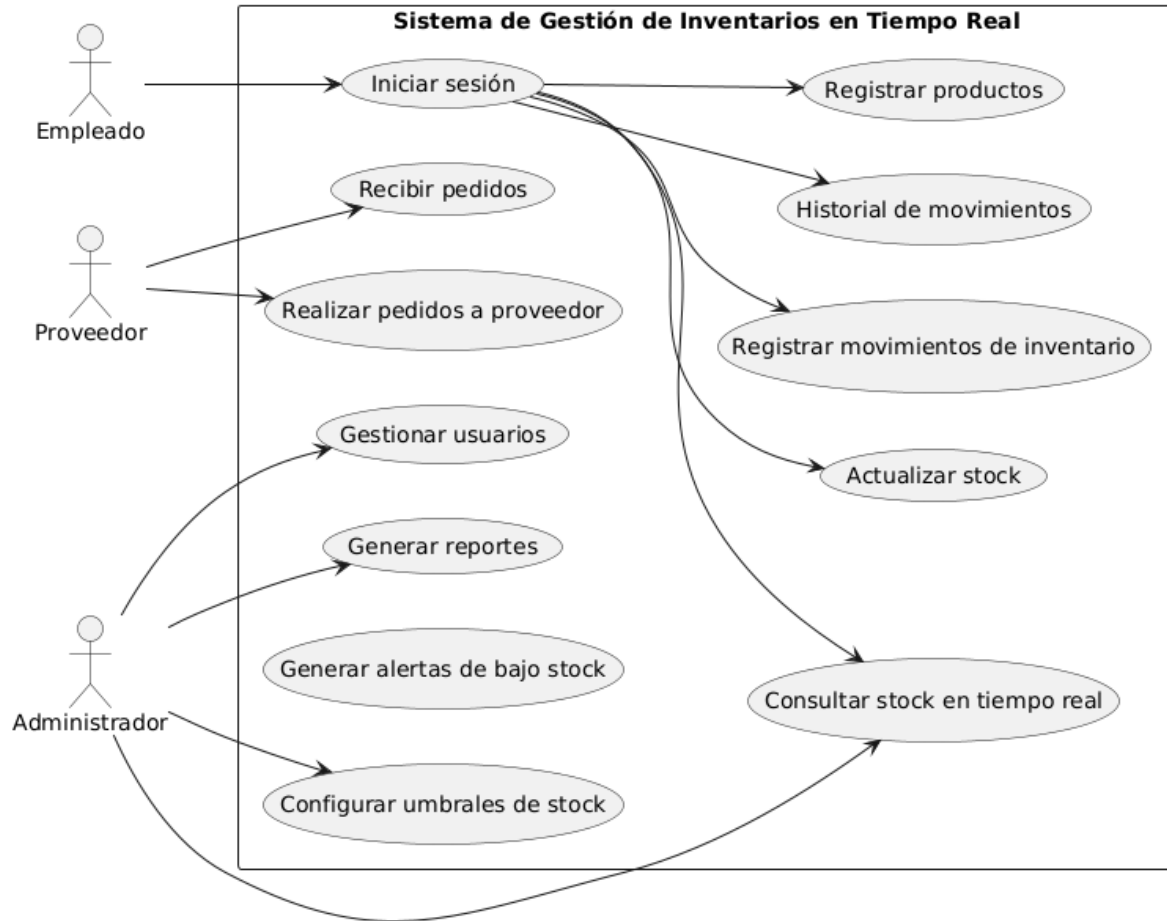 Sistema de Gestión de Inventarios en Tiempo Real
Empleado
Iniciar sesión
Registrar productos
Recibir pedidos
Historial de movimientos
Proveedor
Realizar pedidos a proveedor
Registrar movimientos de inventario
Gestionar usuarios
Actualizar stock
Generar reportes
Generar alertas de bajo stock
Consultar stock en tiempo real
Administrador
Configurar umbrales de stock